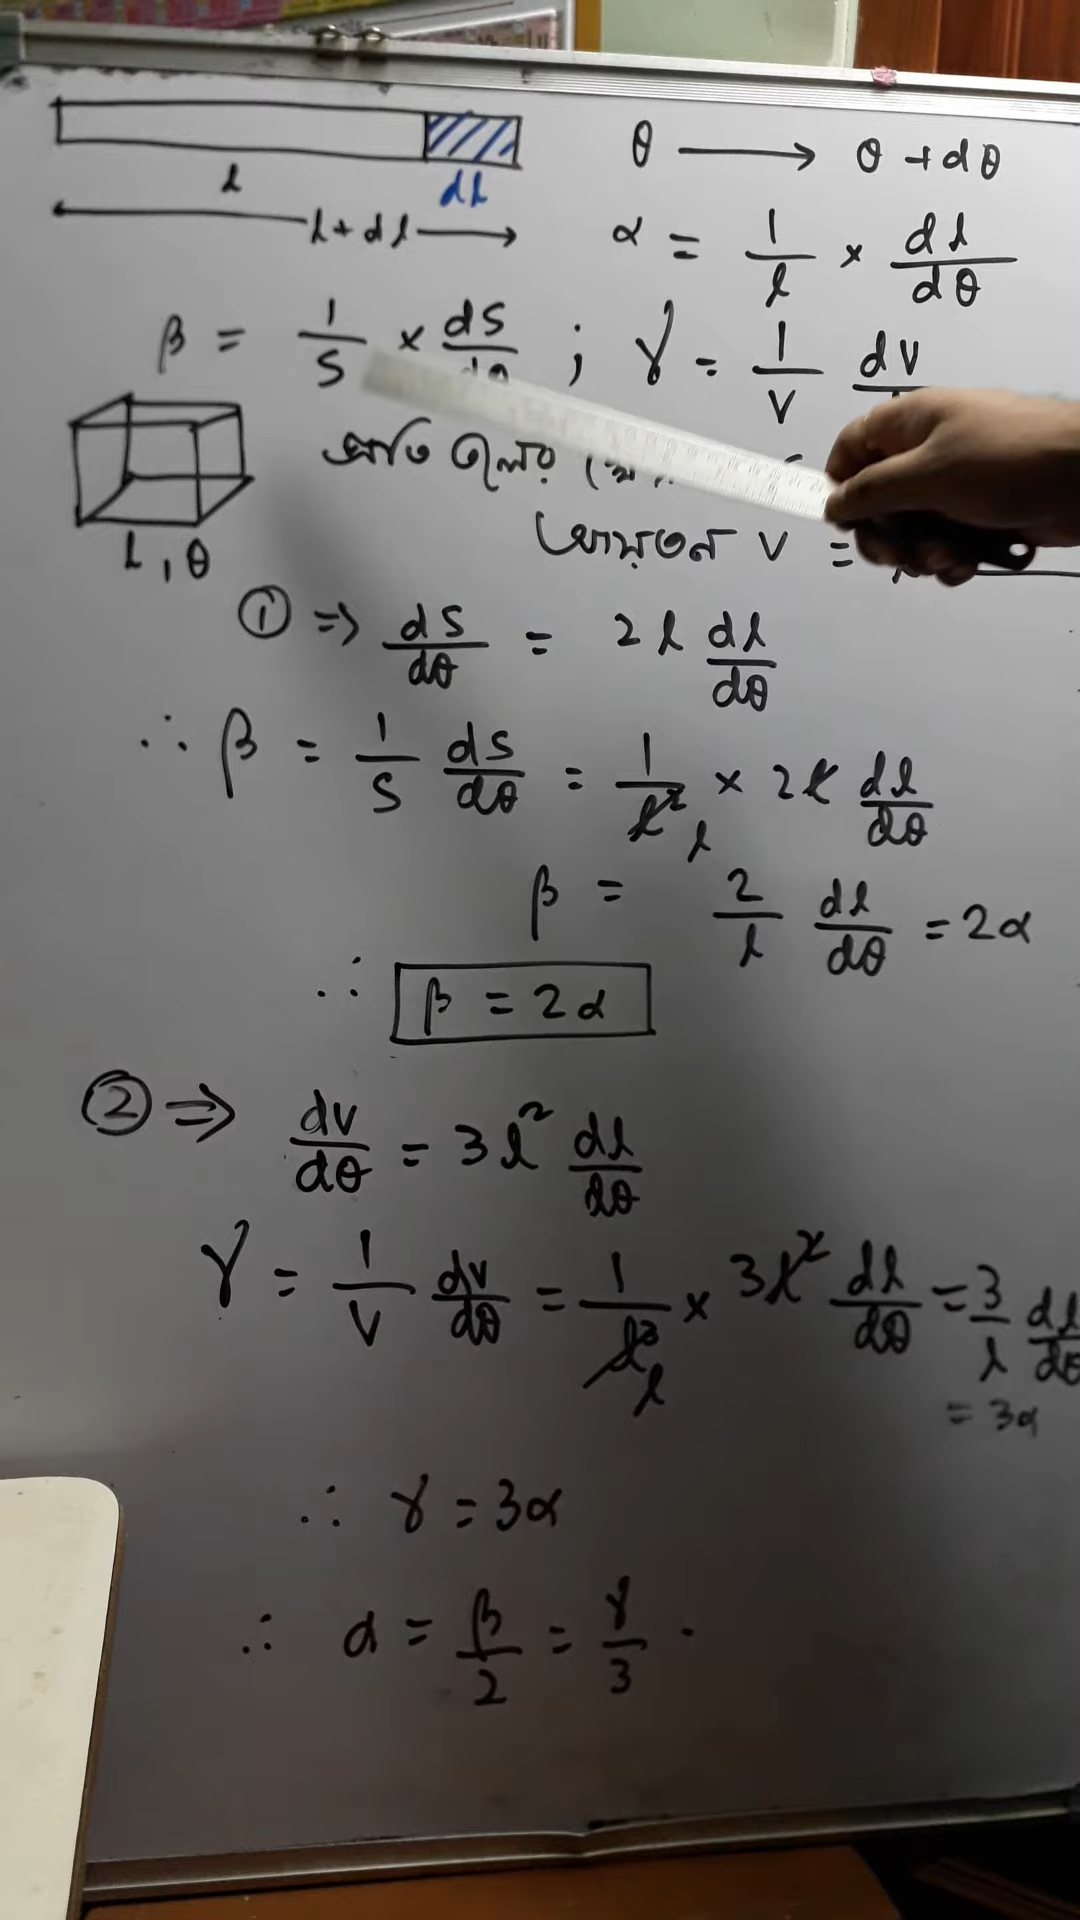 θ ⟶ θ + dθ
l dl
l + dl
α = 1/l × dl/dθ
β = 1/S × dS/dθ ; γ = 1/V dV
প্রতি তলের
l, θ
আয়তন V =
① ⇒ dS/dθ = 2l dl/dθ
∴ β = 1/S dS/dθ = 1/l² l × 2l dl/dθ
β = 2/l dl/dθ = 2α
∴ β = 2α
② ⇒ dV/dθ = 3l² dl/dθ
γ = 1/V dV/dθ = 1/l³ l × 3l² dl/dθ = 3/l dl/dθ
= 3α
∴ γ = 3α
∴ α = β/2 = γ/3 .